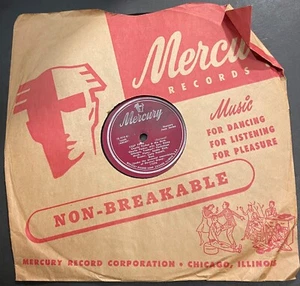 Mercu
RECORDS
Mercury
Music
FOR DANCING
FOR LISTENING
FOR PLEASURE
NON-BREAKABLE
MERCURY RECORD CORPORATION • CHICAGO, ILLINOIS